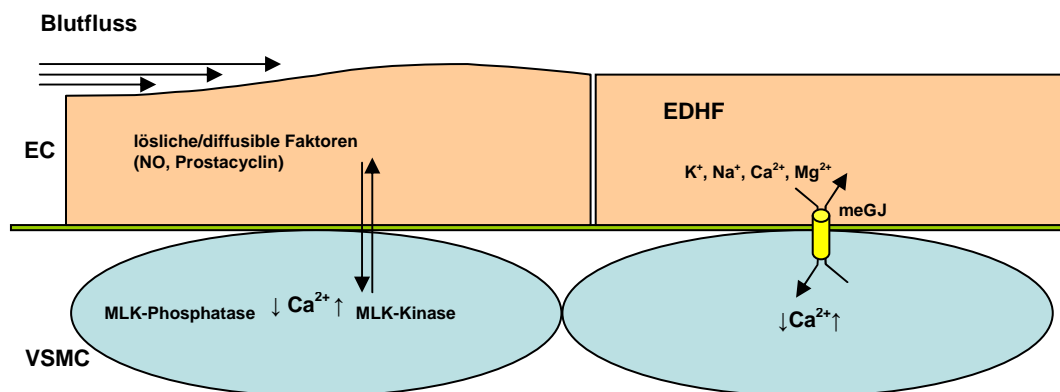 Blutfluss
EC
lösliche/diffusible Faktoren
(NO, Prostacyclin)
EDHF
K⁺, Na⁺, Ca²⁺, Mg²⁺
meGJ
MLK-Phosphatase ↓ Ca²⁺ ↑ MLK-Kinase
↓Ca²⁺↑
VSMC